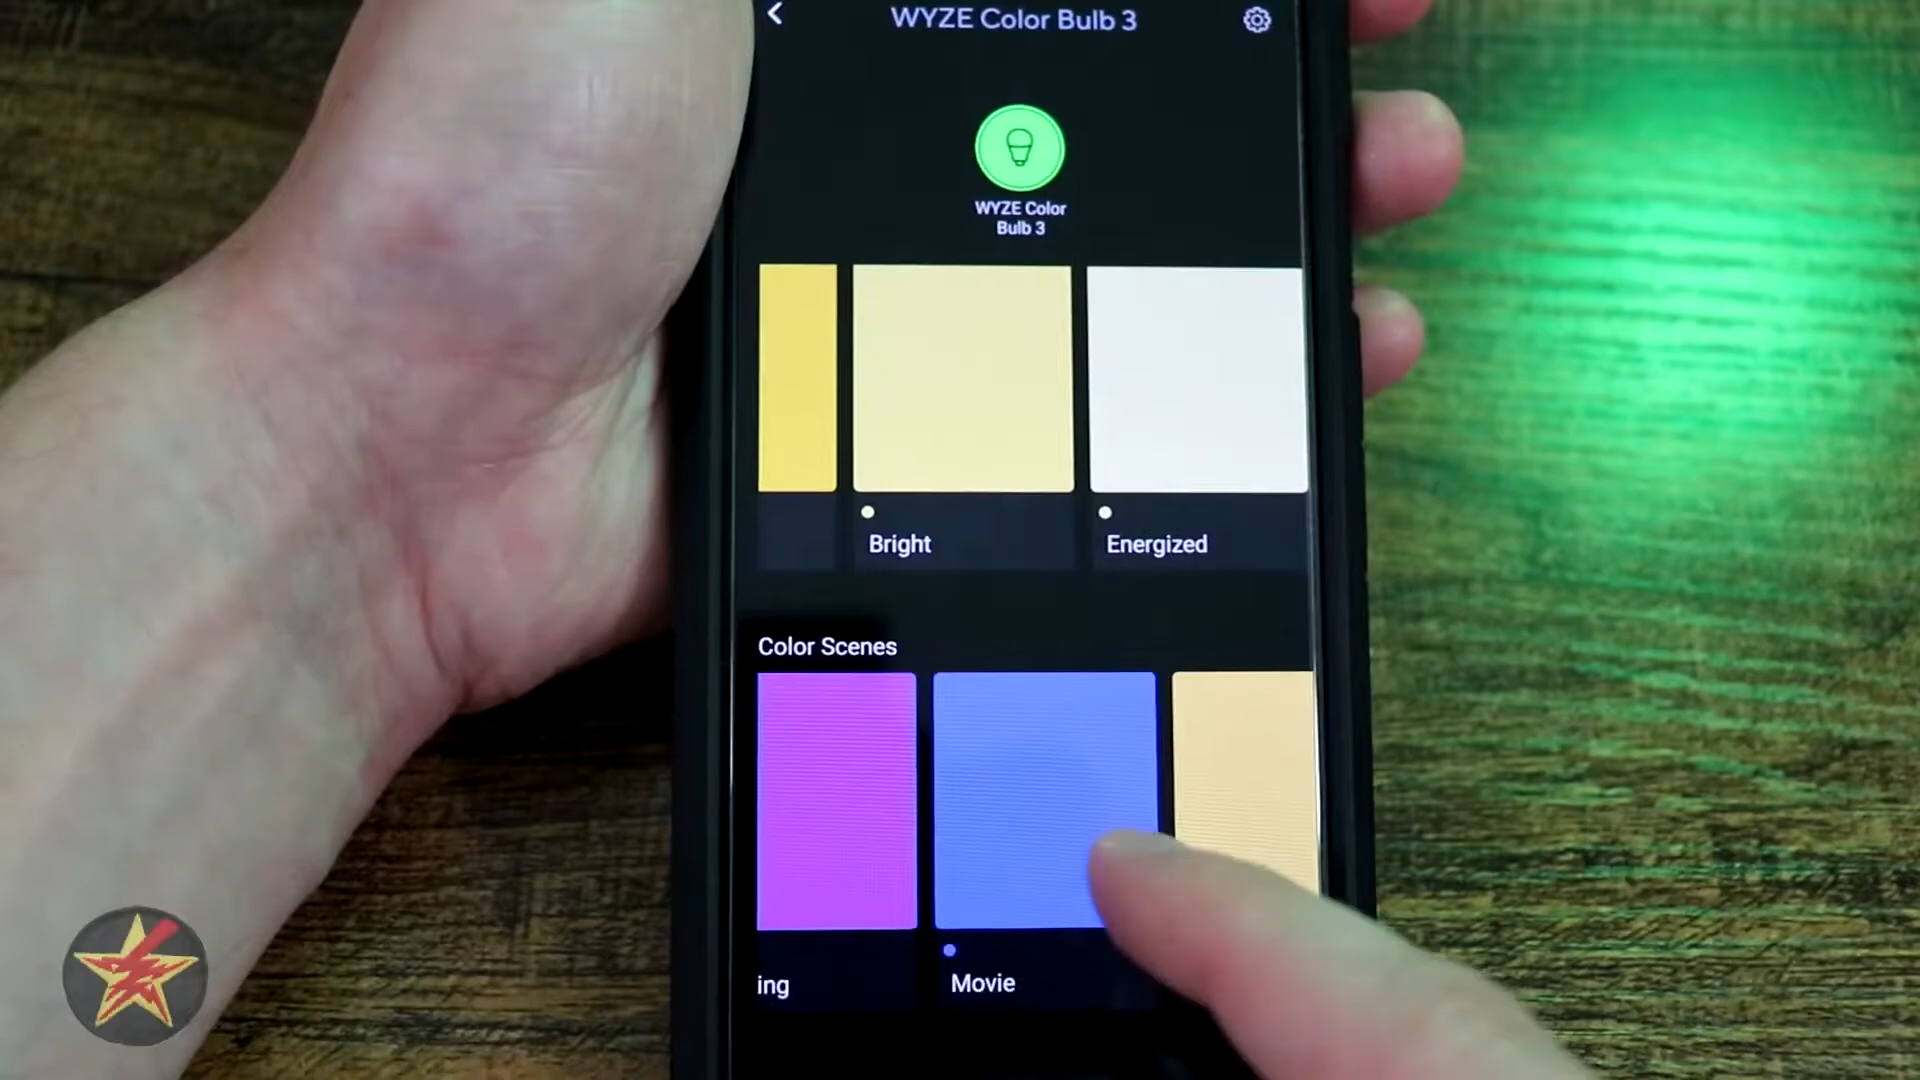 WYZE Color Bulb 3
WYZE Color
Bulb 3
Bright
Energized
Color Scenes
ing
Movie